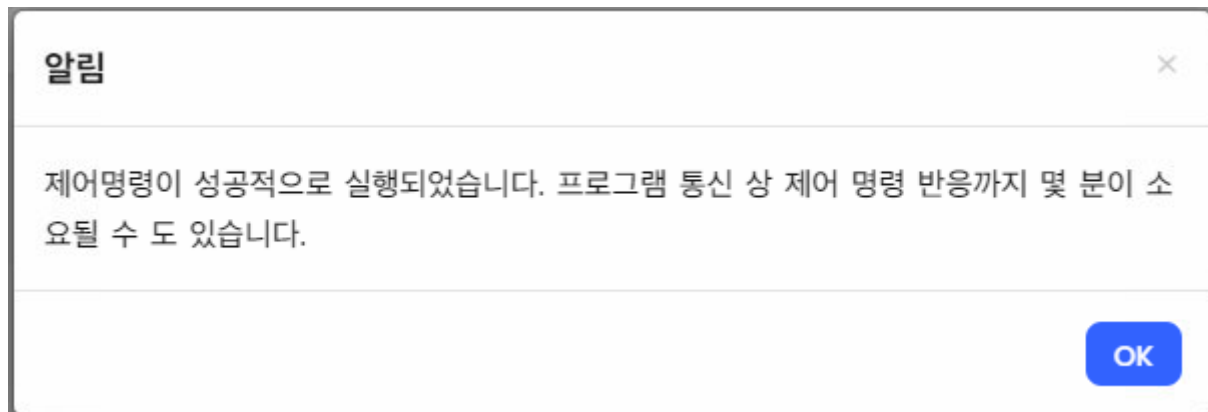 알림
×
제어명령이 성공적으로 실행되었습니다. 프로그램 통신 상 제어 명령 반응까지 몇 분이 소
요될 수 도 있습니다.
OK